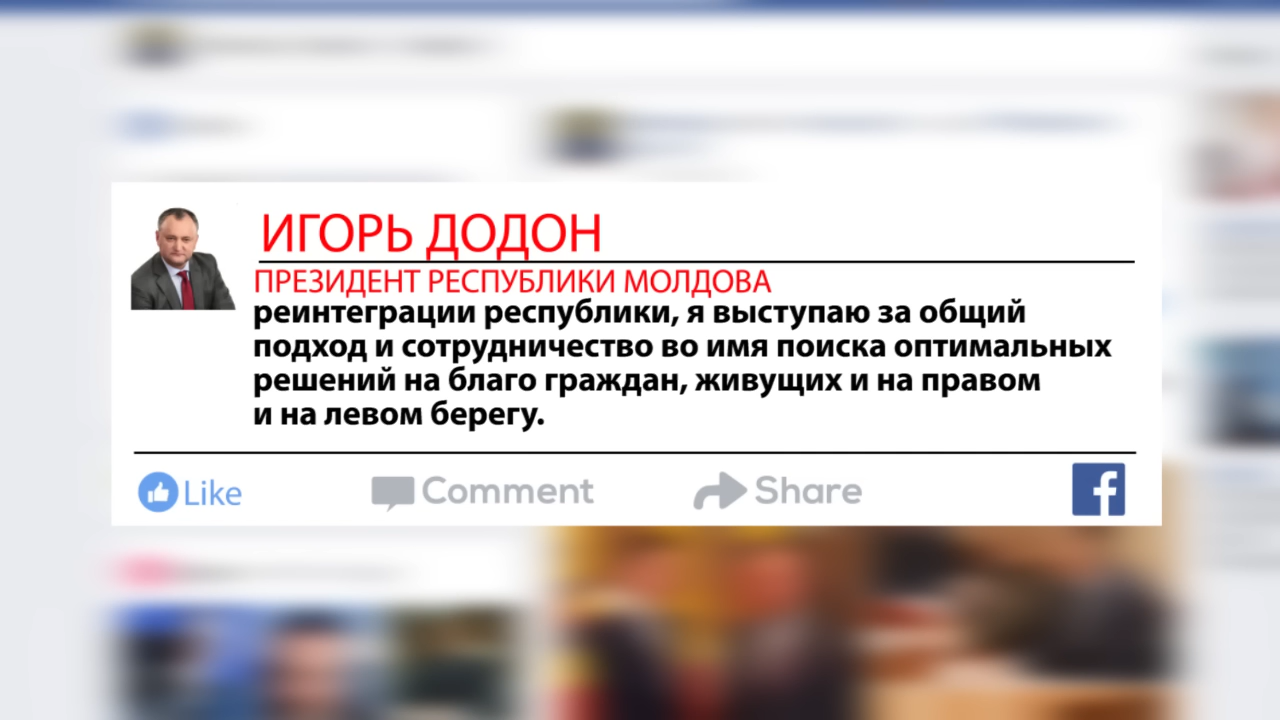 ИГОРЬ ДОДОН
ПРЕЗИДЕНТ РЕСПУБЛИКИ МОЛДОВА
реинтеграции республики, я выступаю за общий
подход и сотрудничество во имя поиска оптимальных
решений на благо граждан, живущих и на правом
и на левом берегу.
Like Comment Share